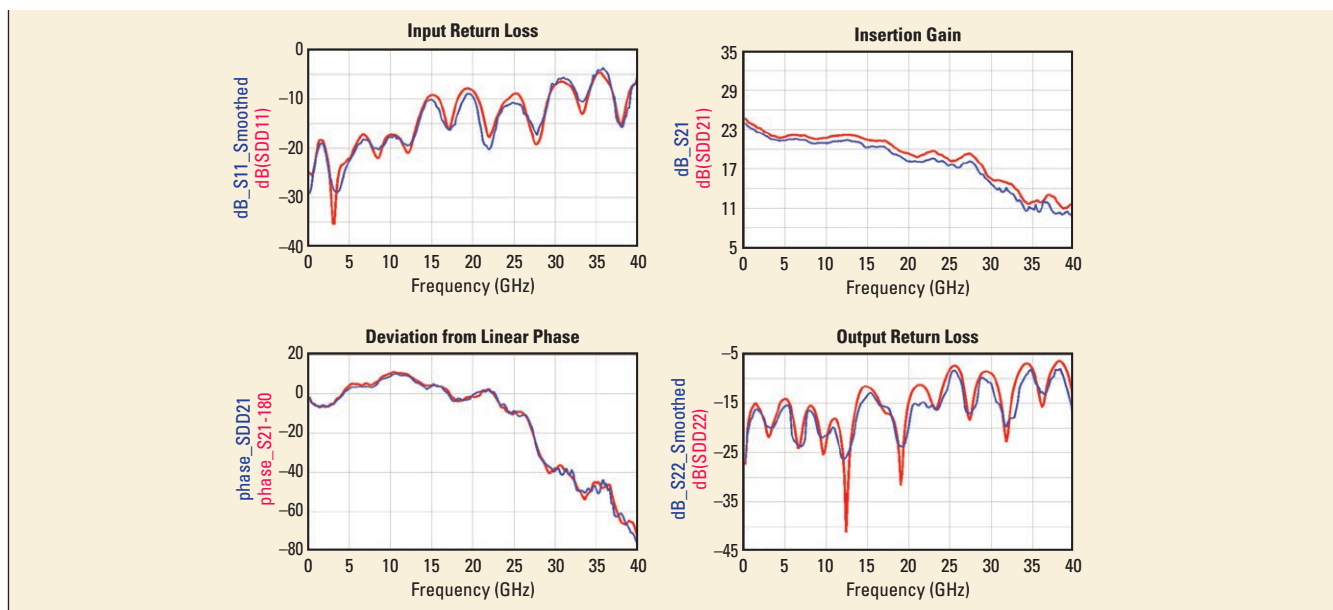 Input Return Loss
dB_S11_Smoothed
dB(SDD11)
0
–10
–20
–30
–40
0 5 10 15 20 25 30 35 40
Frequency (GHz)
Insertion Gain
dB_S21
dB(SDD21)
35
29
23
17
11
5
0 5 10 15 20 25 30 35 40
Frequency (GHz)
Deviation from Linear Phase
phase_SDD21
phase_S21-180
20
0
–20
–40
–60
–80
0 5 10 15 20 25 30 35 40
Frequency (GHz)
Output Return Loss
dB_S22_Smoothed
dB(SDD22)
–5
–15
–25
–35
–45
0 5 10 15 20 25 30 35 40
Frequency (GHz)